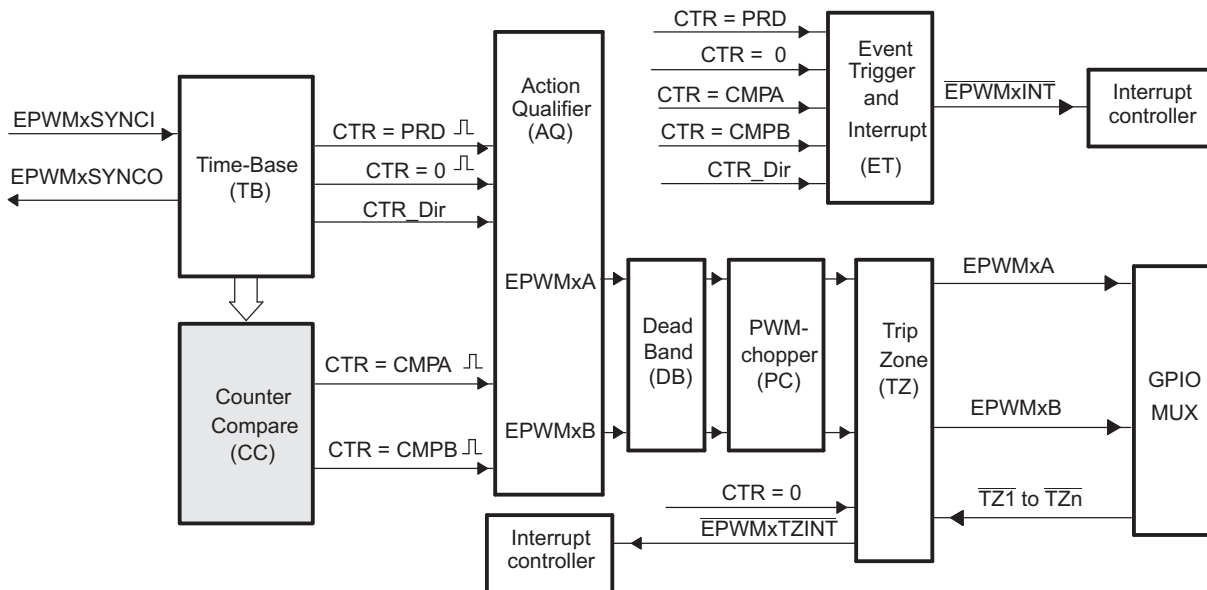 EPWMxSYNCI
EPWMxSYNCO
Time-Base
(TB)
CTR = PRD
CTR = 0
CTR_Dir
Counter
Compare
(CC)
CTR = CMPA
CTR = CMPB
Action
Qualifier
(AQ)
EPWMxA
EPWMxB
CTR = PRD
CTR = 0
CTR = CMPA
CTR = CMPB
CTR_Dir
Event
Trigger
and
Interrupt
(ET)
EPWMxINT
Interrupt
controller
Dead
Band
(DB)
PWM-
chopper
(PC)
Trip
Zone
(TZ)
EPWMxA
EPWMxB
TZ1 to TZn
GPIO
MUX
CTR = 0
EPWMxTZINT
Interrupt
controller